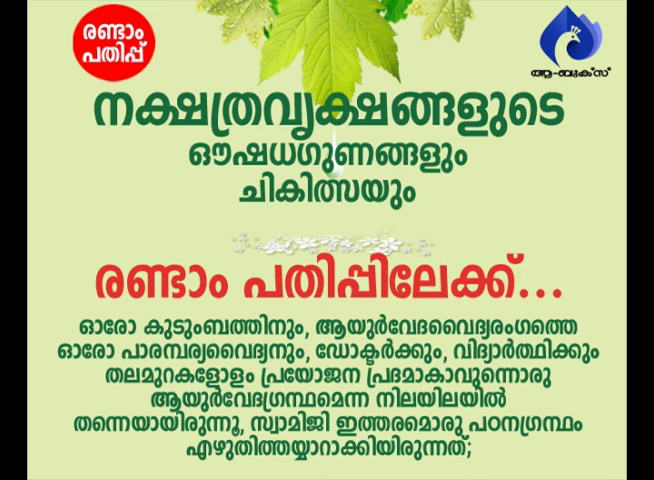 രണ്ടാം
പതിപ്പ്
ആ-ബുക്സ്
നക്ഷത്രവൃക്ഷങ്ങളുടെ
ഔഷധഗുണങ്ങളും
ചികിത്സയും
രണ്ടാം പതിപ്പിലേക്ക്...
ഓരോ കുടുംബത്തിനും, ആയുർവേദവൈദ്യരംഗത്തെ
ഓരോ പാരമ്പര്യവൈദ്യനും, ഡോക്ടർക്കും, വിദ്യാർത്ഥിക്കും
തലമുറകളോളം പ്രയോജന പ്രദമാകാവുന്നൊരു
ആയുർവേദഗ്രന്ഥമെന്ന നിലയിലയിൽ
തന്നെയായിരുന്നൂ, സ്വാമിജി ഇത്തരമൊരു പഠനഗ്രന്ഥം
എഴുതിത്തയ്യാറാക്കിയിരുന്നത്;